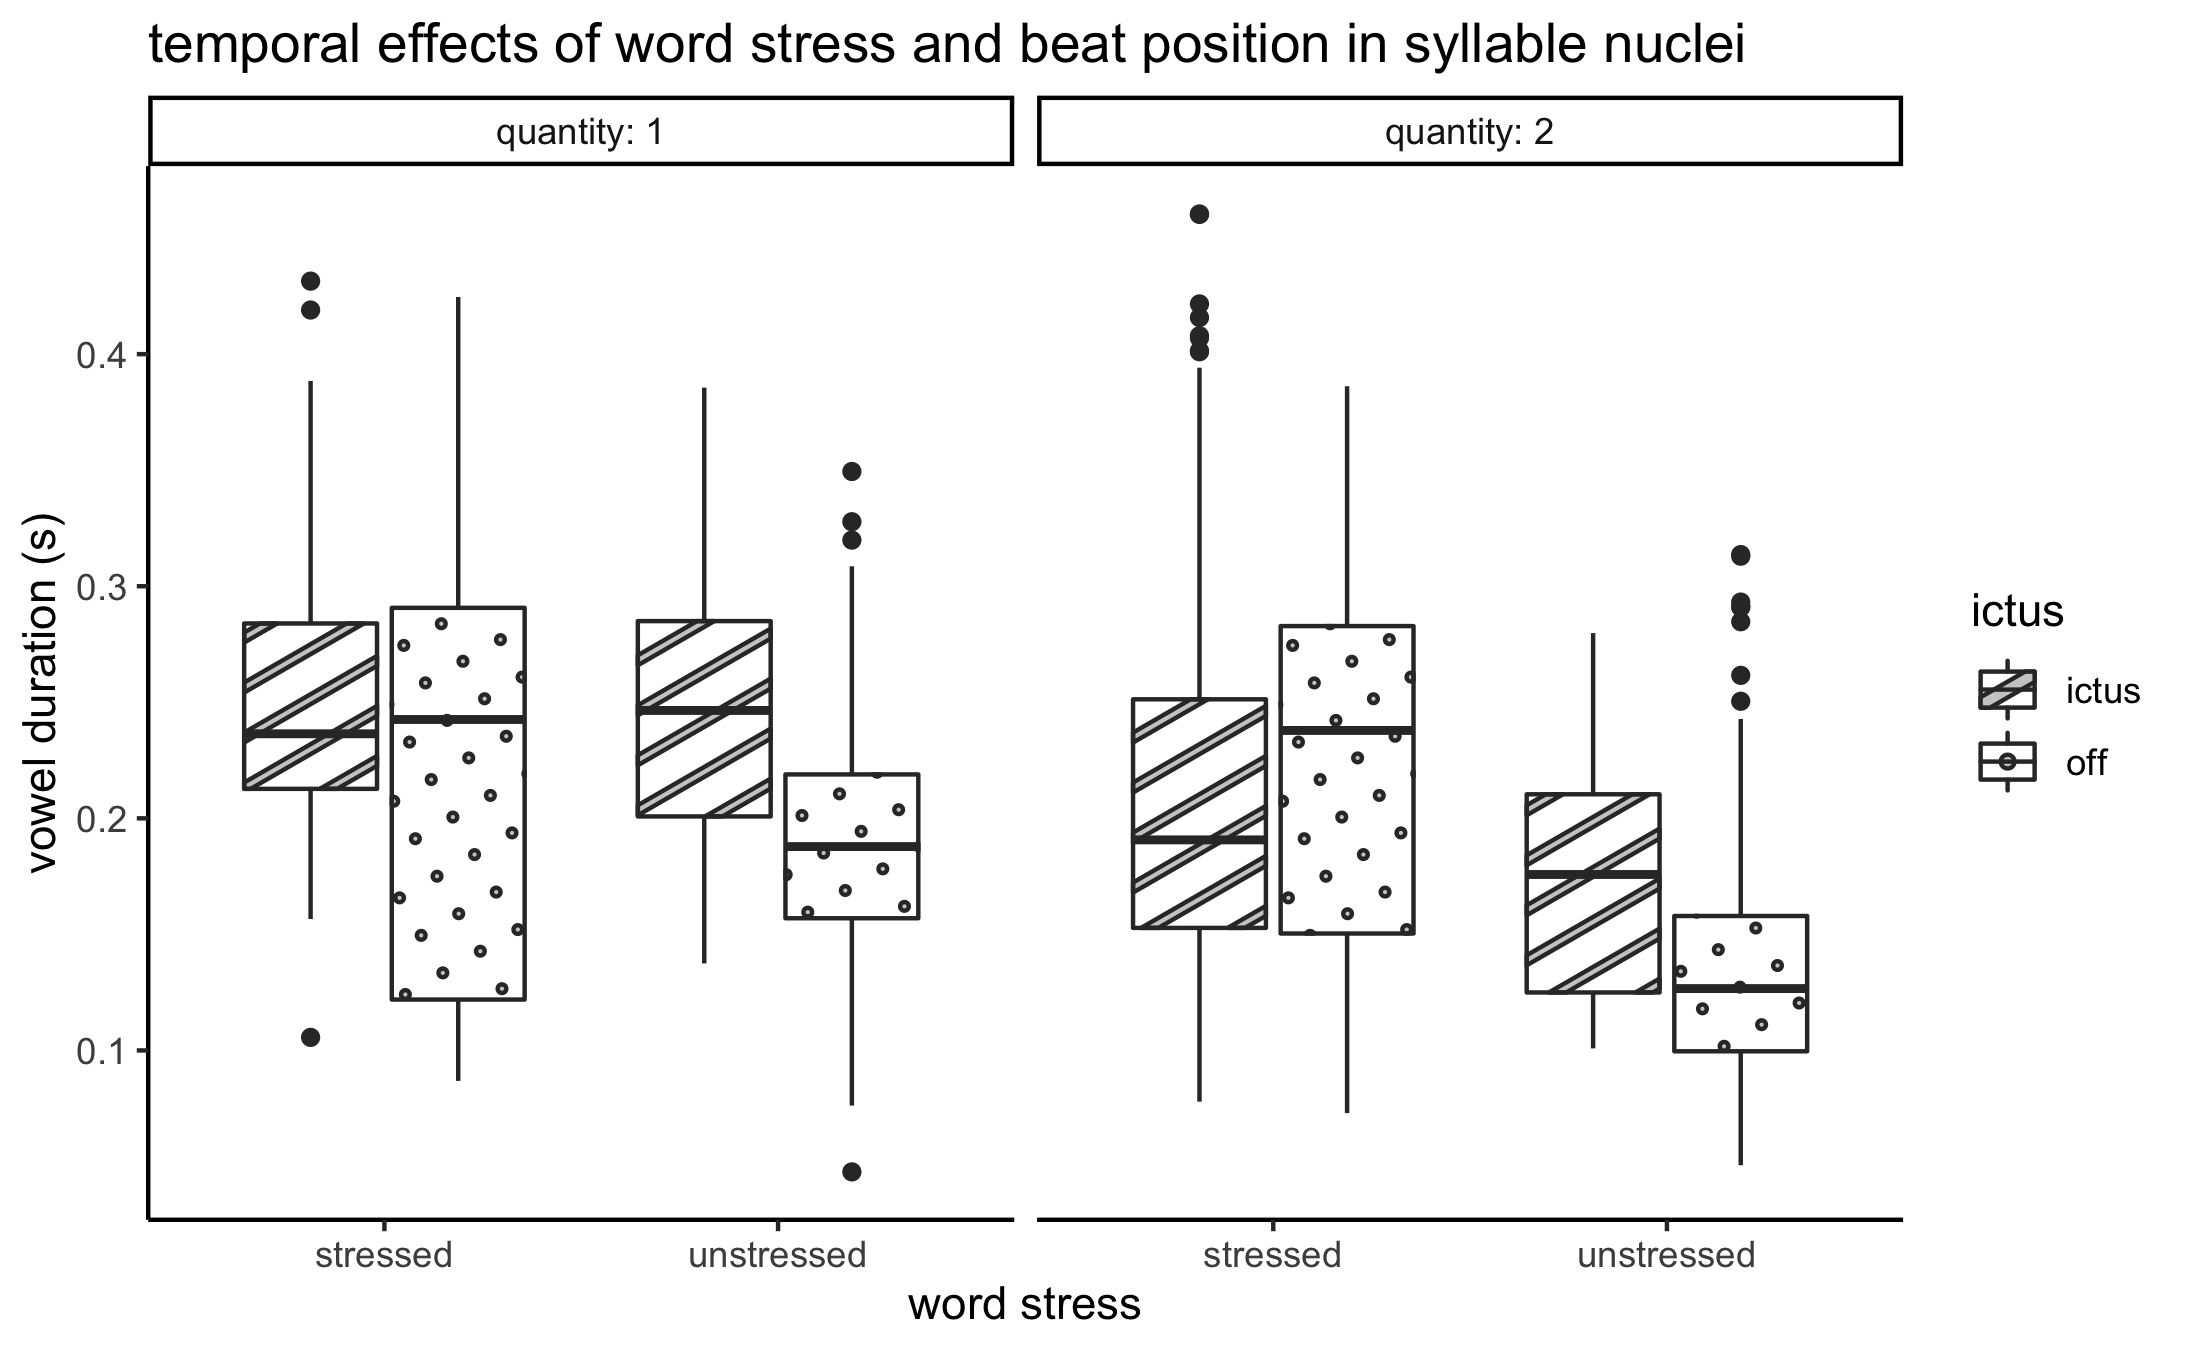 temporal effects of word stress and beat position in syllable nuclei
quantity: 1
quantity: 2
vowel duration (s)
0.4
0.3
0.2
0.1
stressed
unstressed
stressed
unstressed
word stress
ictus
ictus
off